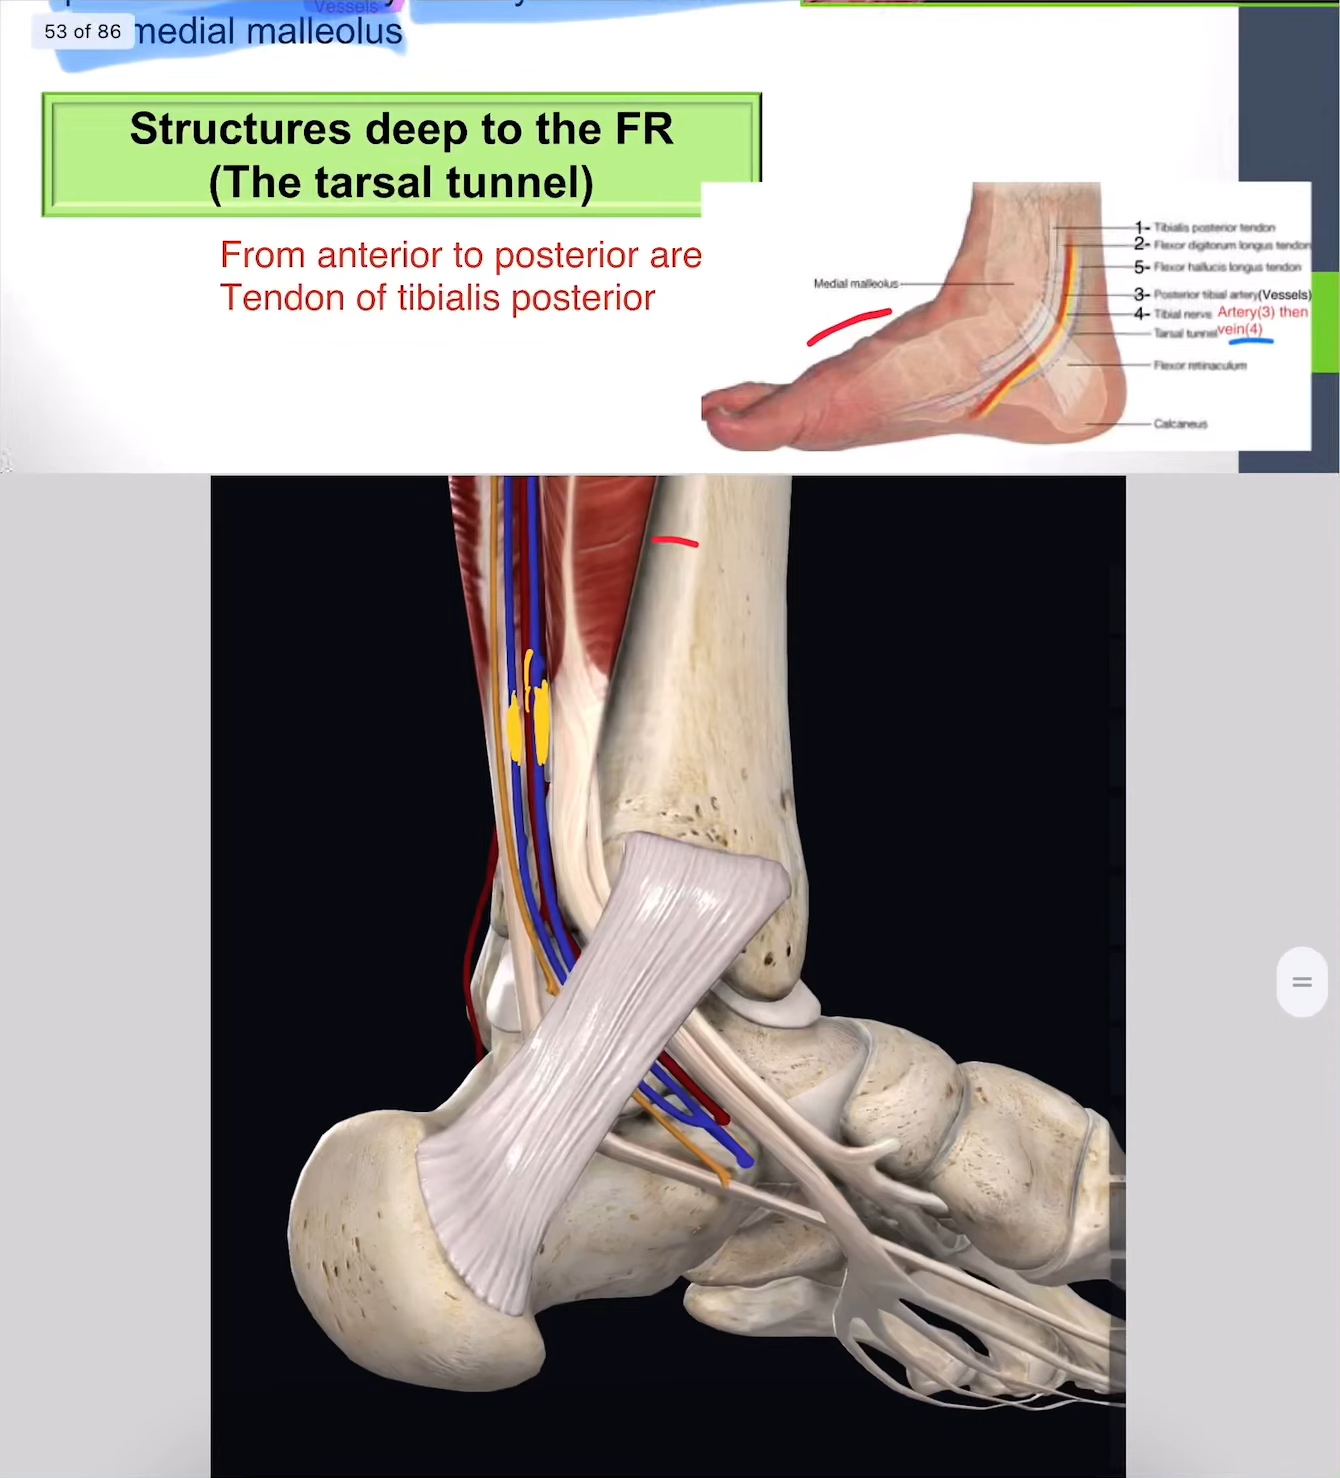 Vessels
53 of 86
medial malleolus
Structures deep to the FR
(The tarsal tunnel)
From anterior to posterior are
Tendon of tibialis posterior
Medial malleolus
1- Tibialis posterior tendon
2- Flexor digitorum longus tendon
5- Flexor hallucis longus tendon
3- Posterior tibial artery(Vessels)
4- Tibial nerve Artery(3) then
Tarsal tunnel vein(4)
Flexor retinaculum
Calcaneus